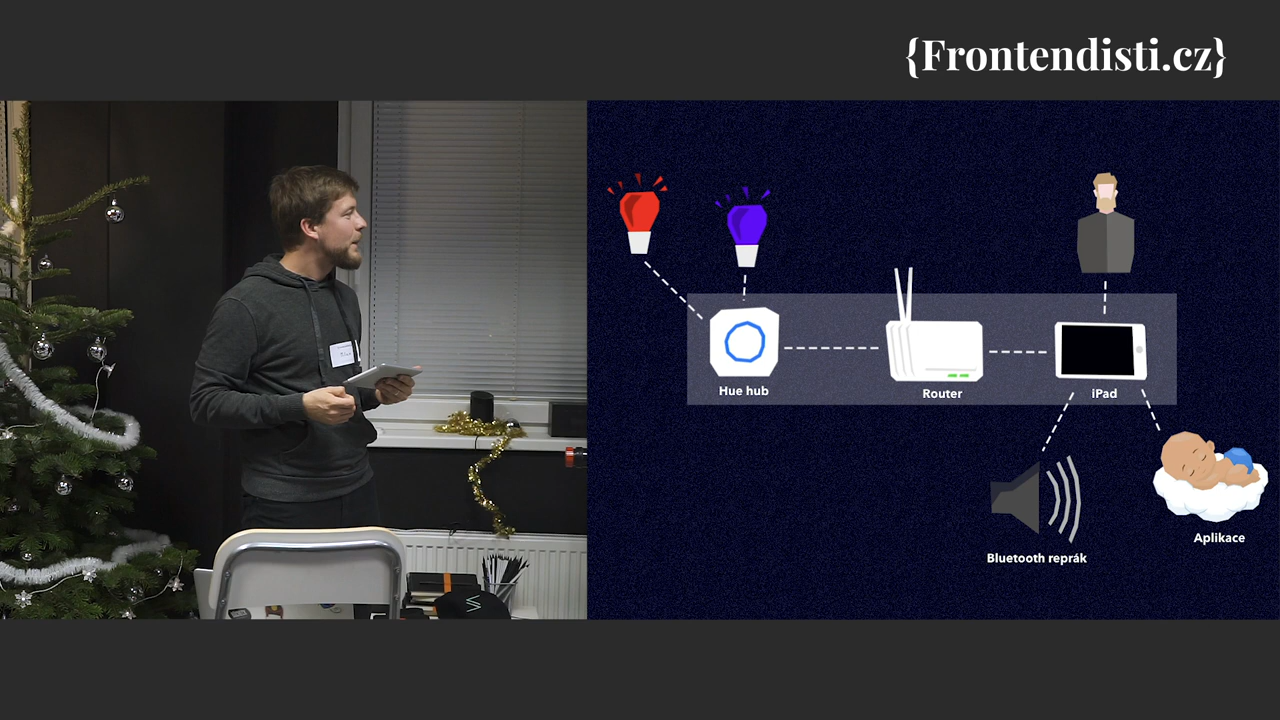 {Frontendisti.cz}
Hue hub
Router
iPad
Bluetooth reprák
Aplikace